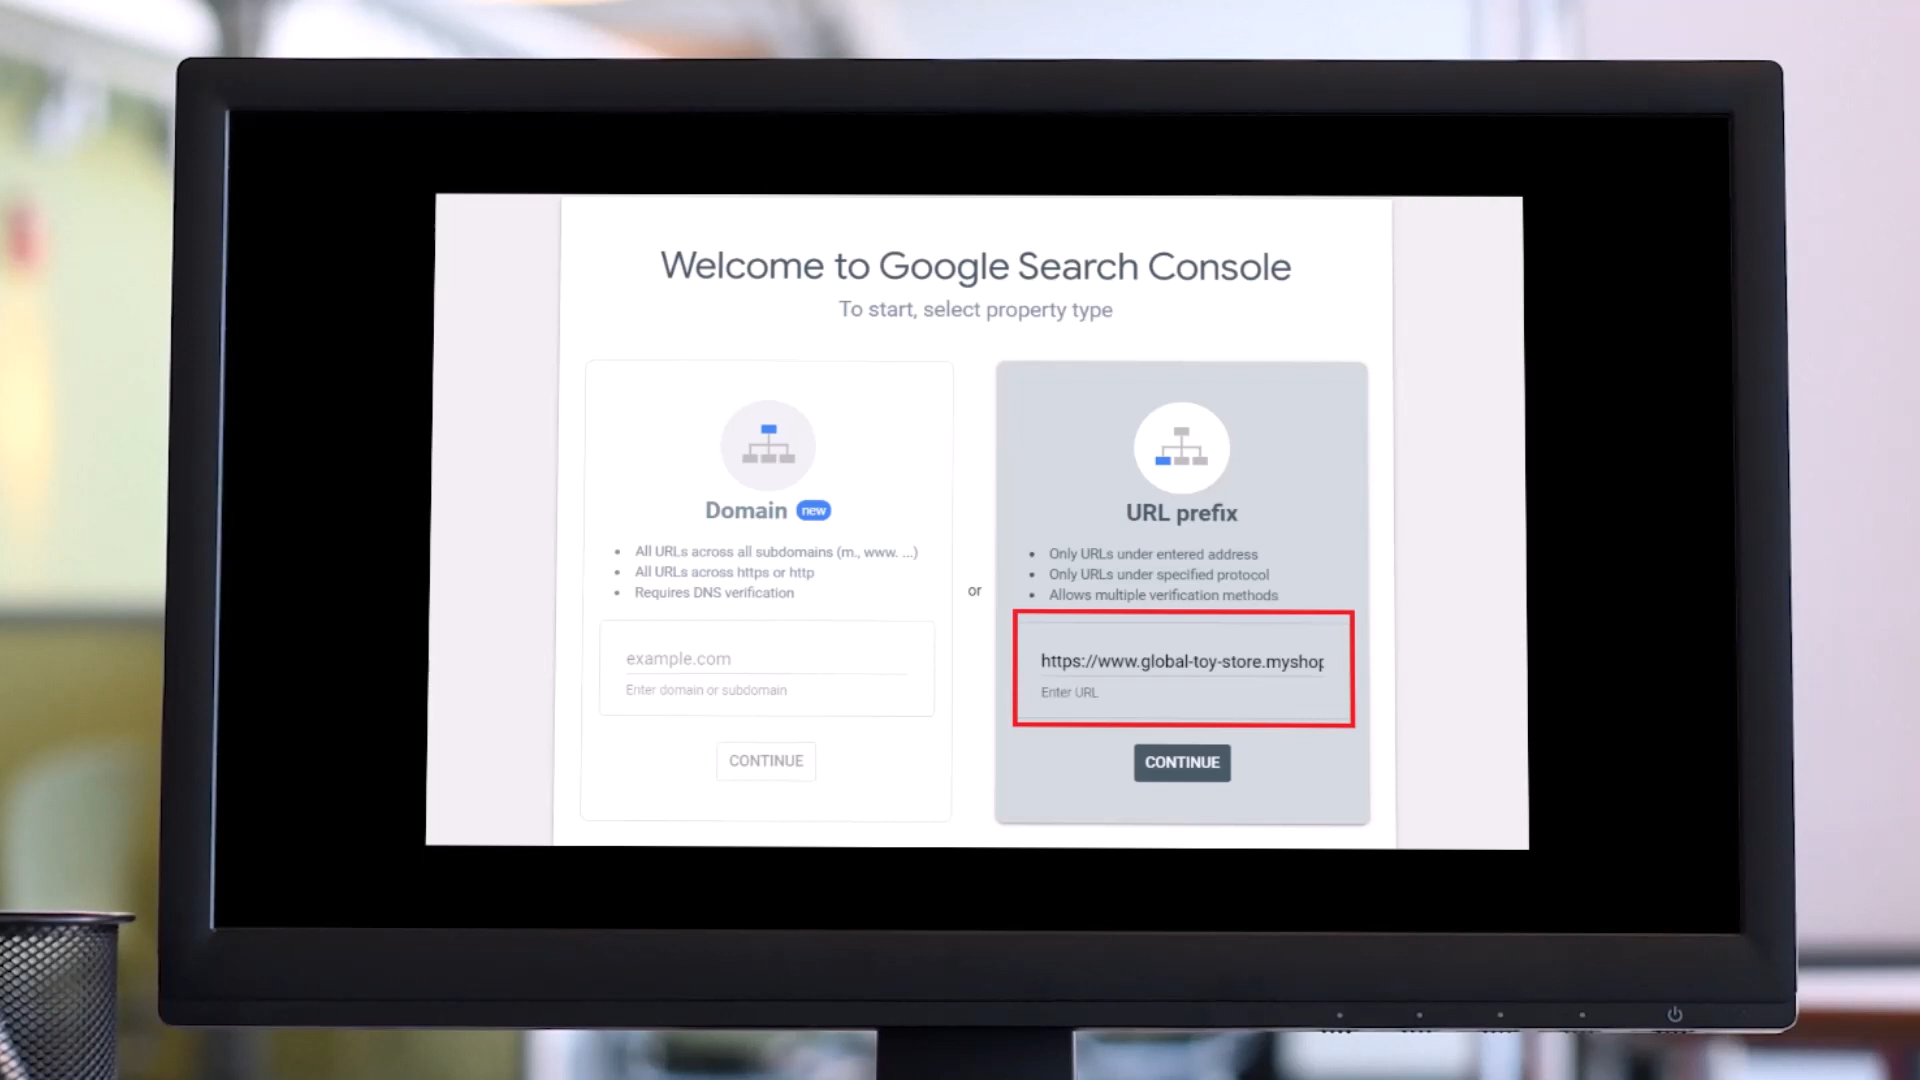 Welcome to Google Search Console
To start, select property type
Domain new
All URLs across all subdomains (m., www. ...)
All URLs across https or http
Requires DNS verification
example.com
Enter domain or subdomain
CONTINUE
or
URL prefix
Only URLs under entered address
Only URLs under specified protocol
Allows multiple verification methods
https://www.global-toy-store.myshop
Enter URL
CONTINUE